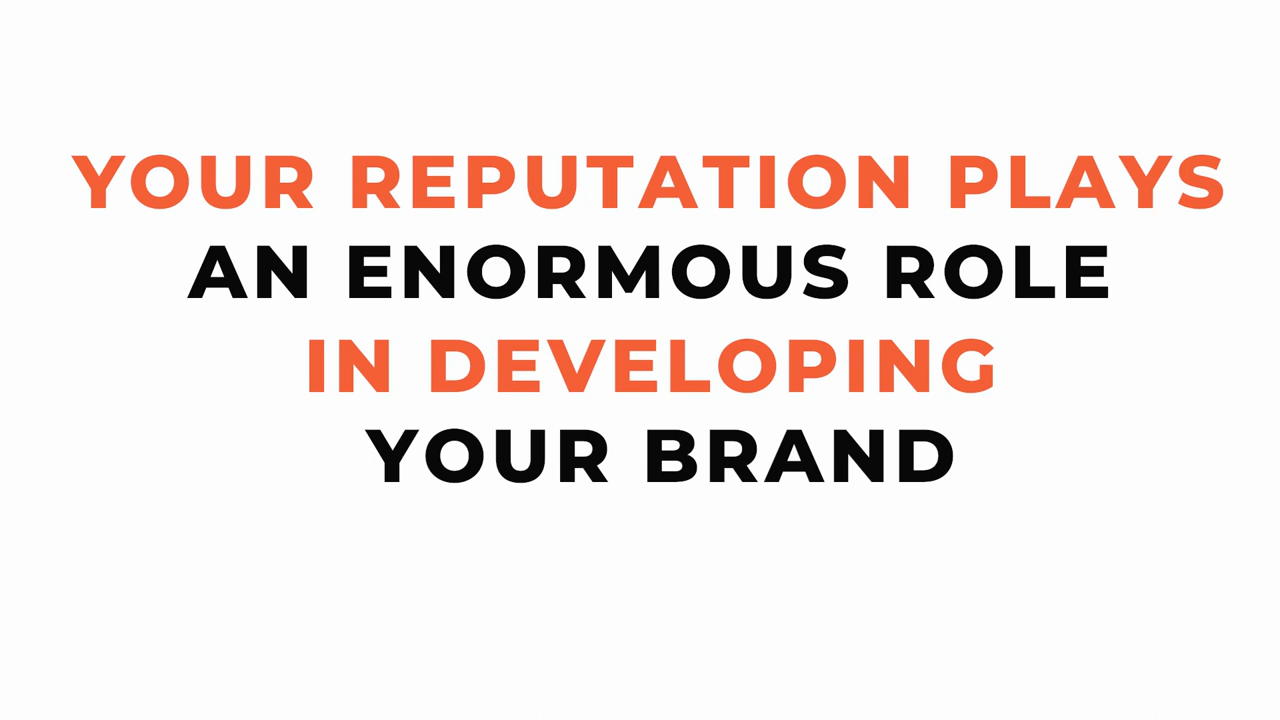 YOUR REPUTATION PLAYS
AN ENORMOUS ROLE
IN DEVELOPING
YOUR BRAND